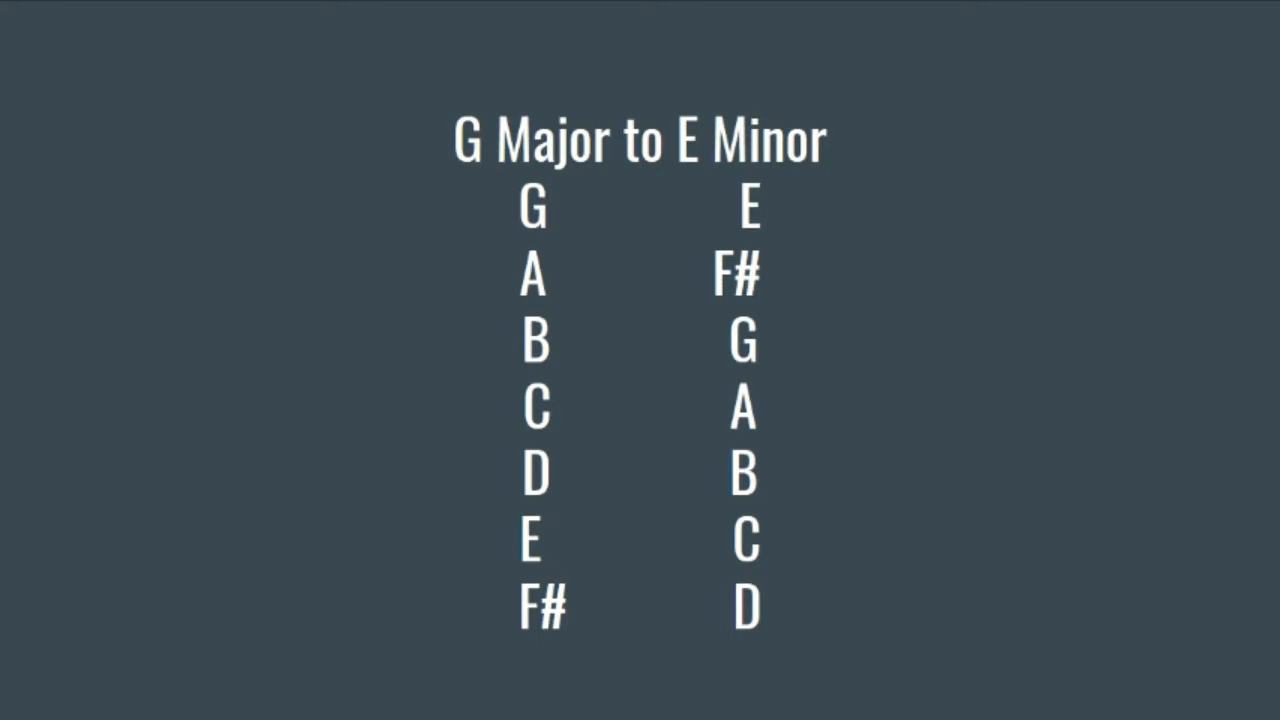 G Major to E Minor
G E
A F#
B G
C A
D B
E C
F# D